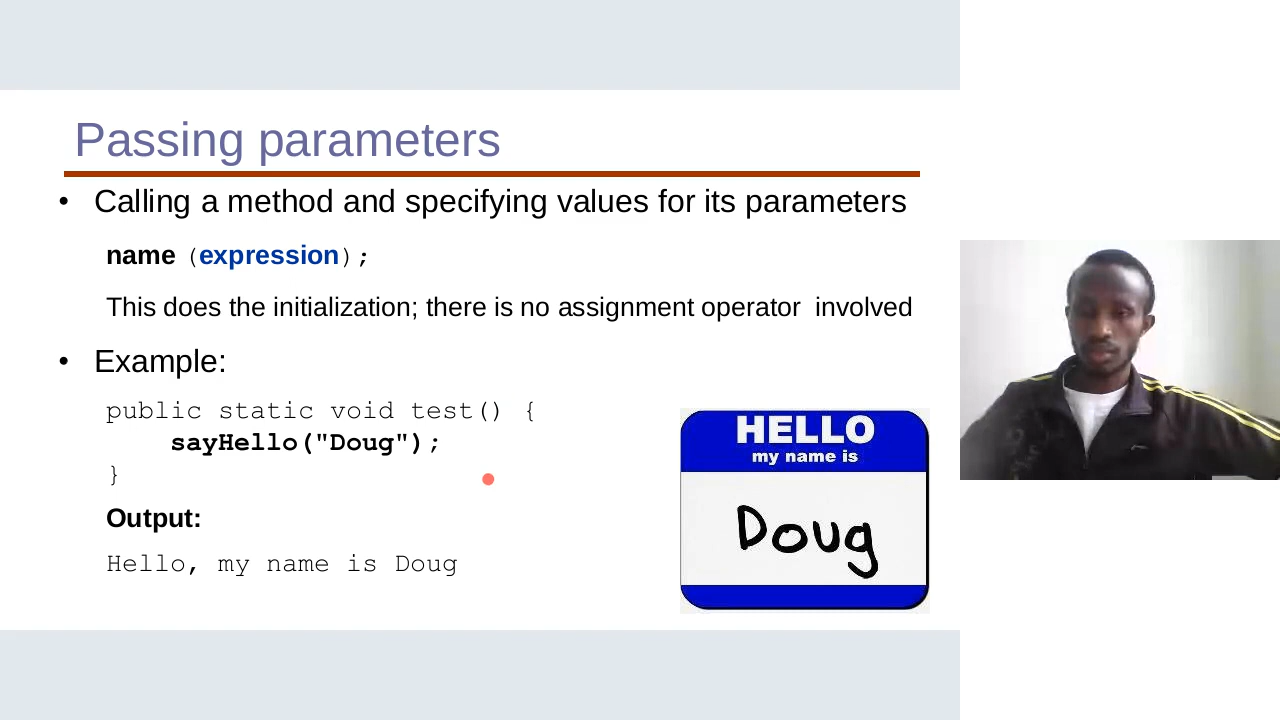 Passing parameters
• Calling a method and specifying values for its parameters
name (expression);
This does the initialization; there is no assignment operator involved
• Example:
public static void test() {
sayHello("Doug");
}
Output:
Hello, my name is Doug
HELLO
my name is
Doug